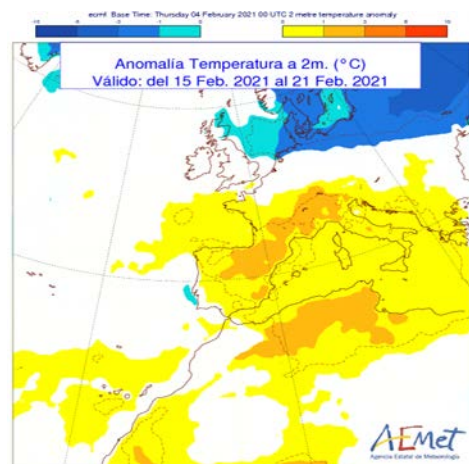 ecmf Base Time: Thursday 04 February 2021 00 UTC 2 metre temperature anomaly
Anomalía Temperatura a 2m. (ºC)
Válido: del 15 Feb. 2021 al 21 Feb. 2021
AEMet
Agencia Estatal de Meteorología